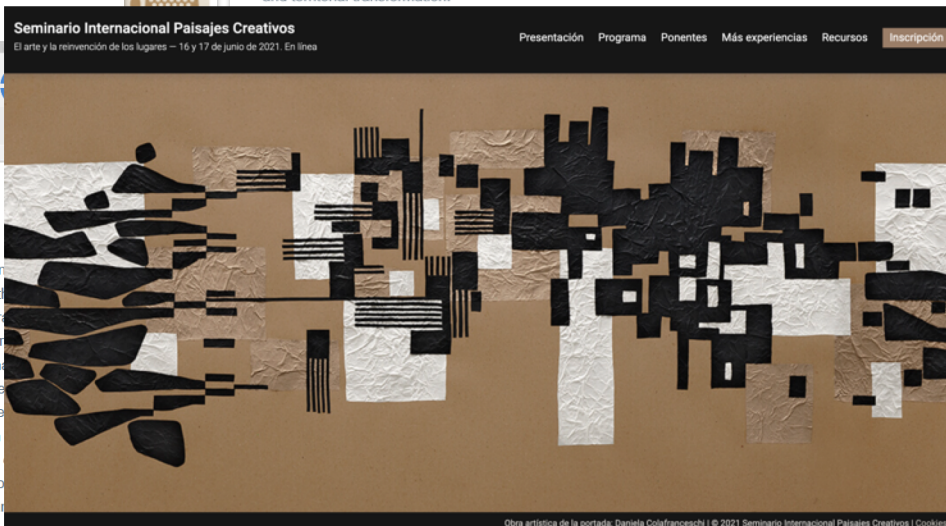 Seminario Internacional Paisajes Creativos
El arte y la reinvención de los lugares — 16 y 17 de junio de 2021. En línea
Presentación Programa Ponentes Más experiencias Recursos Inscripción
Obra artística de la portada: Daniela Colafranceschi | © 2021 Seminario Internacional Paisajes Creativos | Cookies